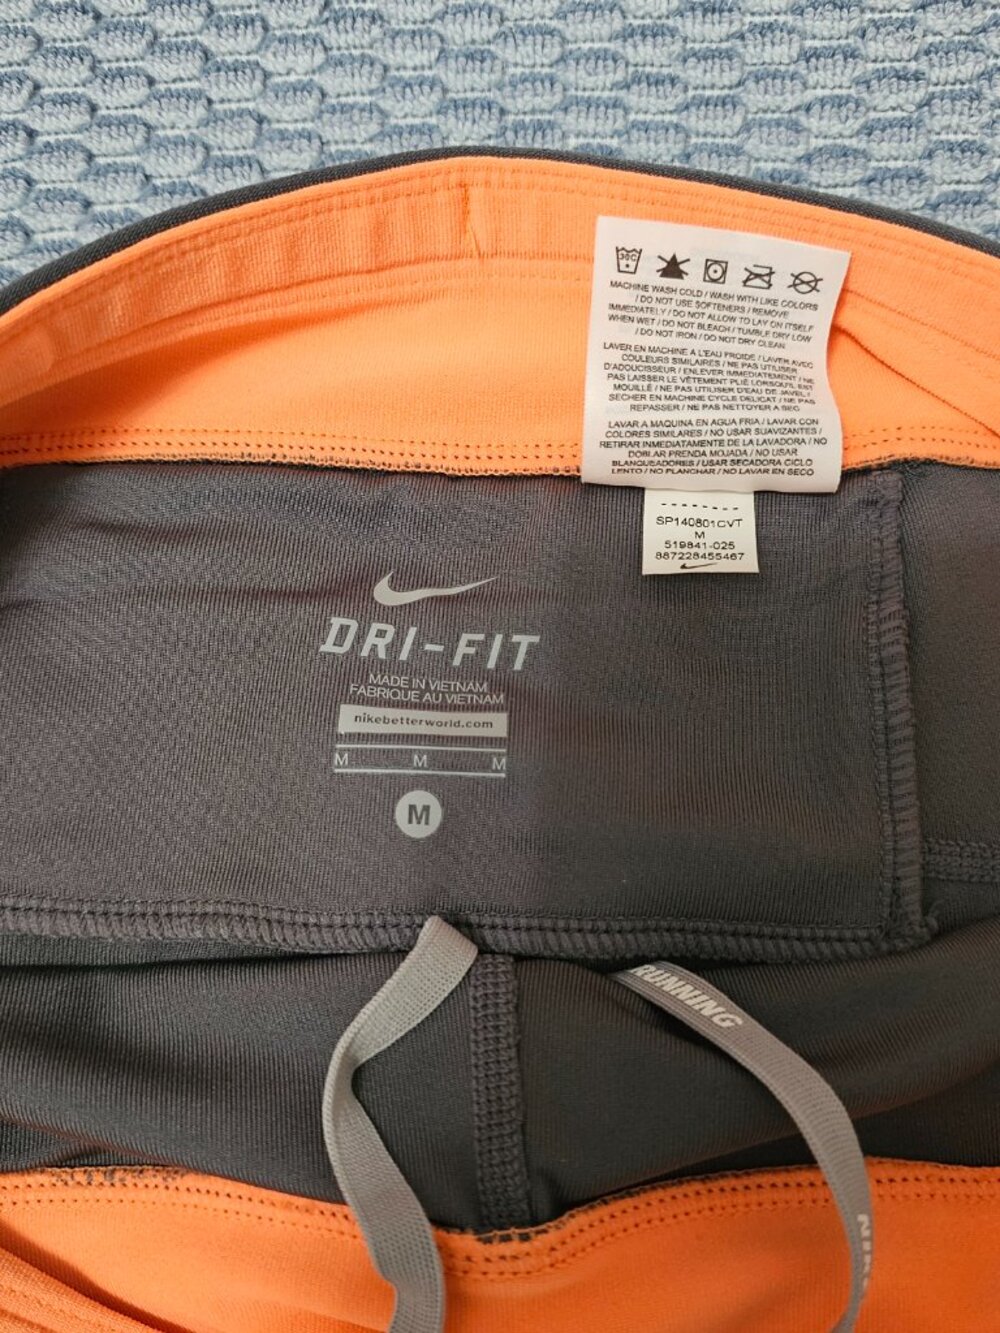 30C
MACHINE WASH COLD / WASH WITH LIKE COLORS
/ DO NOT USE SOFTENERS / REMOVE
IMMEDIATELY / DO NOT ALLOW TO LAY ON ITSELF
WHEN WET / DO NOT BLEACH / TUMBLE DRY LOW
/ DO NOT IRON / DO NOT DRY CLEAN
LAVER EN MACHINE A L'EAU FROIDE / LAVER AVEC
COULEURS SIMILAIRES / NE PAS UTILISER
D'ADOUCISSEUR / ENLEVER IMMEDIATEMENT / NE
PAS LAISSER LE VÊTEMENT PLIÉ LORSQU'IL EST
MOUILLÉ / NE PAS UTILISER D'EAU DE JAVEL /
SECHER EN MACHINE CYCLE DELICAT / NE PAS
REPASSER / NE PAS NETTOYER A SEC
LAVAR A MAQUINA EN AGUA FRIA / LAVAR CON
COLORES SIMILARES / NO USAR SUAVIZANTES /
RETIRAR INMEDIATAMENTE DE LA LAVADORA / NO
DOBLAR PRENDA MOJADA / NO USAR
BLANQUEADORES / USAR SECADORA CICLO
LENTO / NO PLANCHAR / NO LAVAR EN SECO
SP140801CVT
M
519841-025
887228455467
DRI-FIT
MADE IN VIETNAM
FABRIQUE AU VIETNAM
nikebetterworld.com
M M M
M
RUNNING